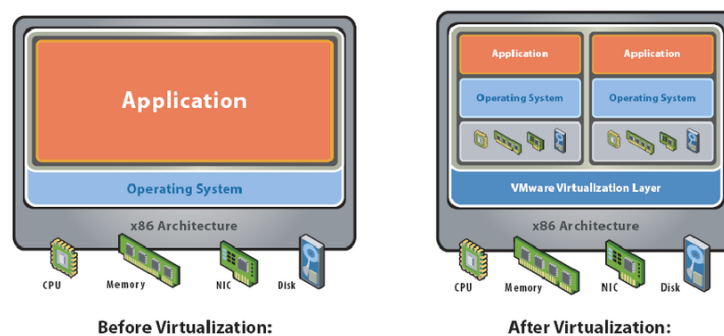 Application
Operating System
x86 Architecture
CPU
Memory
NIC
Disk
Before Virtualization:
Application
Application
Operating System
Operating System
VMware Virtualization Layer
x86 Architecture
CPU
Memory
NIC
Disk
After Virtualization: